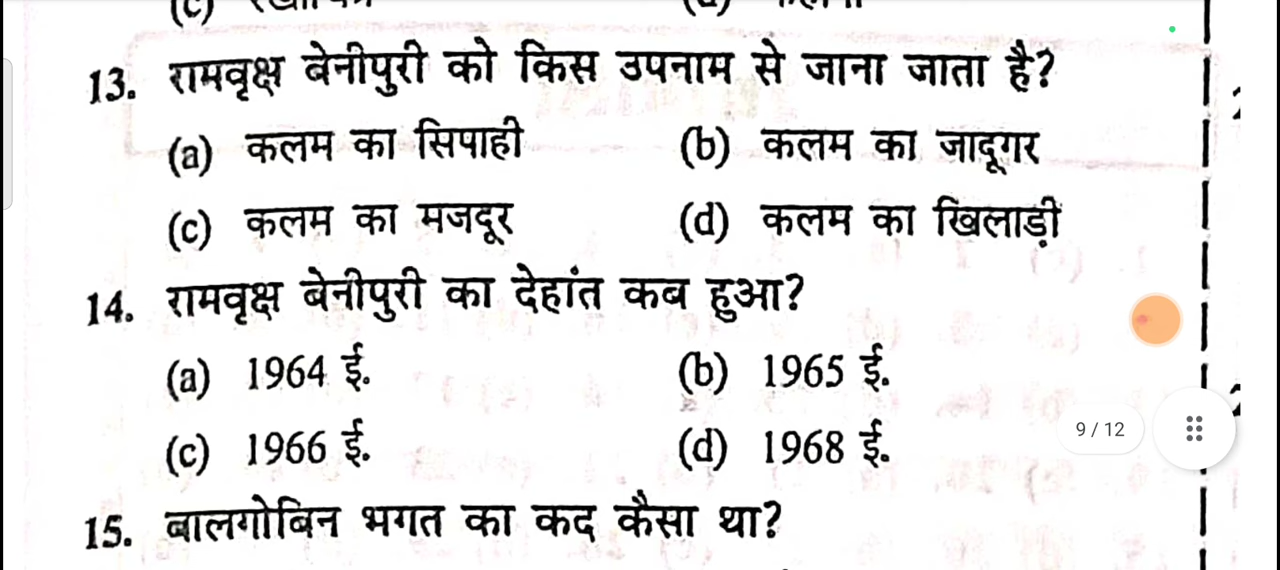 13. रामवृक्ष बेनीपुरी को किस उपनाम से जाना जाता है?
(a) कलम का सिपाही (b) कलम का जादूगर
(c) कलम का मजदूर (d) कलम का खिलाड़ी
14. रामवृक्ष बेनीपुरी का देहांत कब हुआ?
(a) 1964 ई. (b) 1965 ई.
(c) 1966 ई. (d) 1968 ई.
9 / 12
15. बालगोबिन भगत का कद कैसा था?